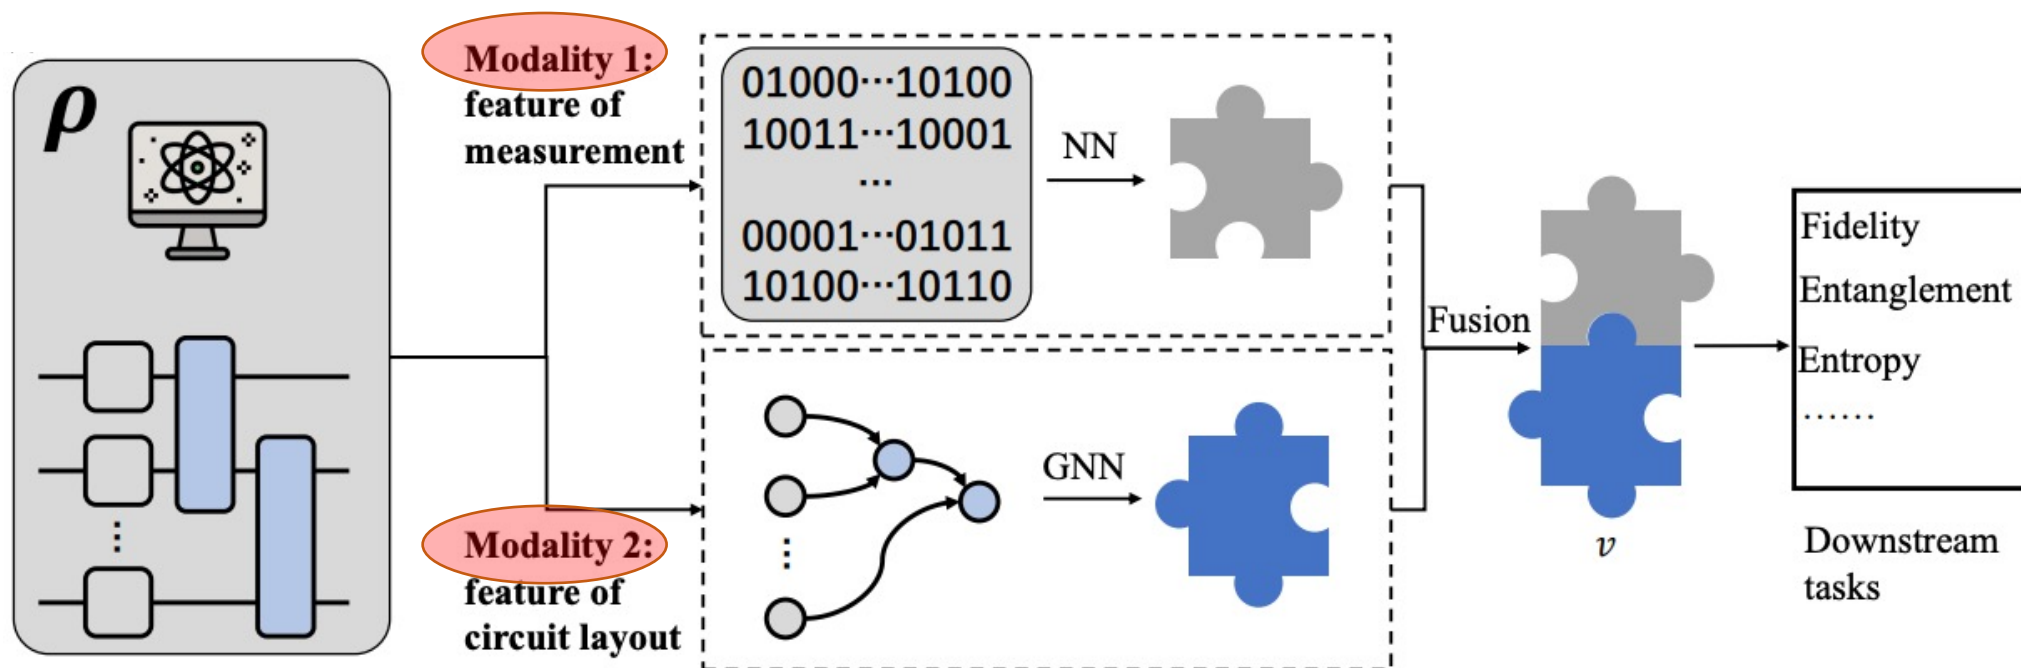 ρ
Modality 1:
feature of
measurement
01000···10100
10011···10001
···
00001···01011
10100···10110
NN
Modality 2:
feature of
circuit layout
GNN
Fusion
v
Fidelity
Entanglement
Entropy
······
Downstream
tasks